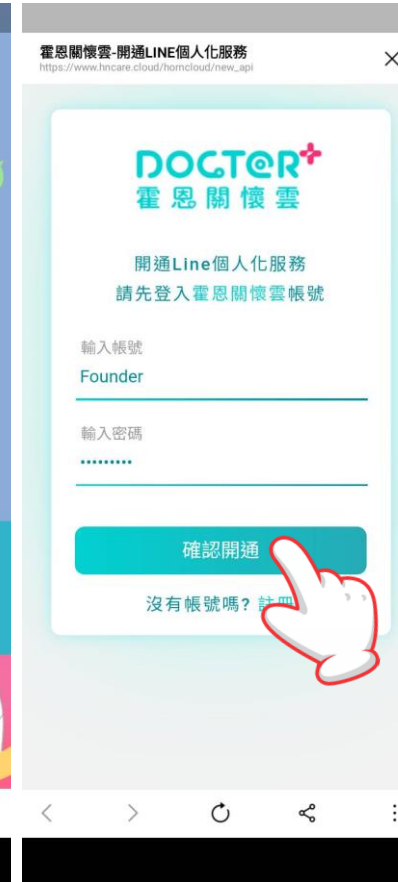 霍恩關懷雲-開通LINE個人化服務
https://www.hncare.cloud/horncloud/new_api
DOCTOR+
霍恩關懷雲
開通Line個人化服務
請先登入霍恩關懷雲帳號
輸入帳號
Founder
輸入密碼
•••••••••
確認開通
沒有帳號嗎? 註冊